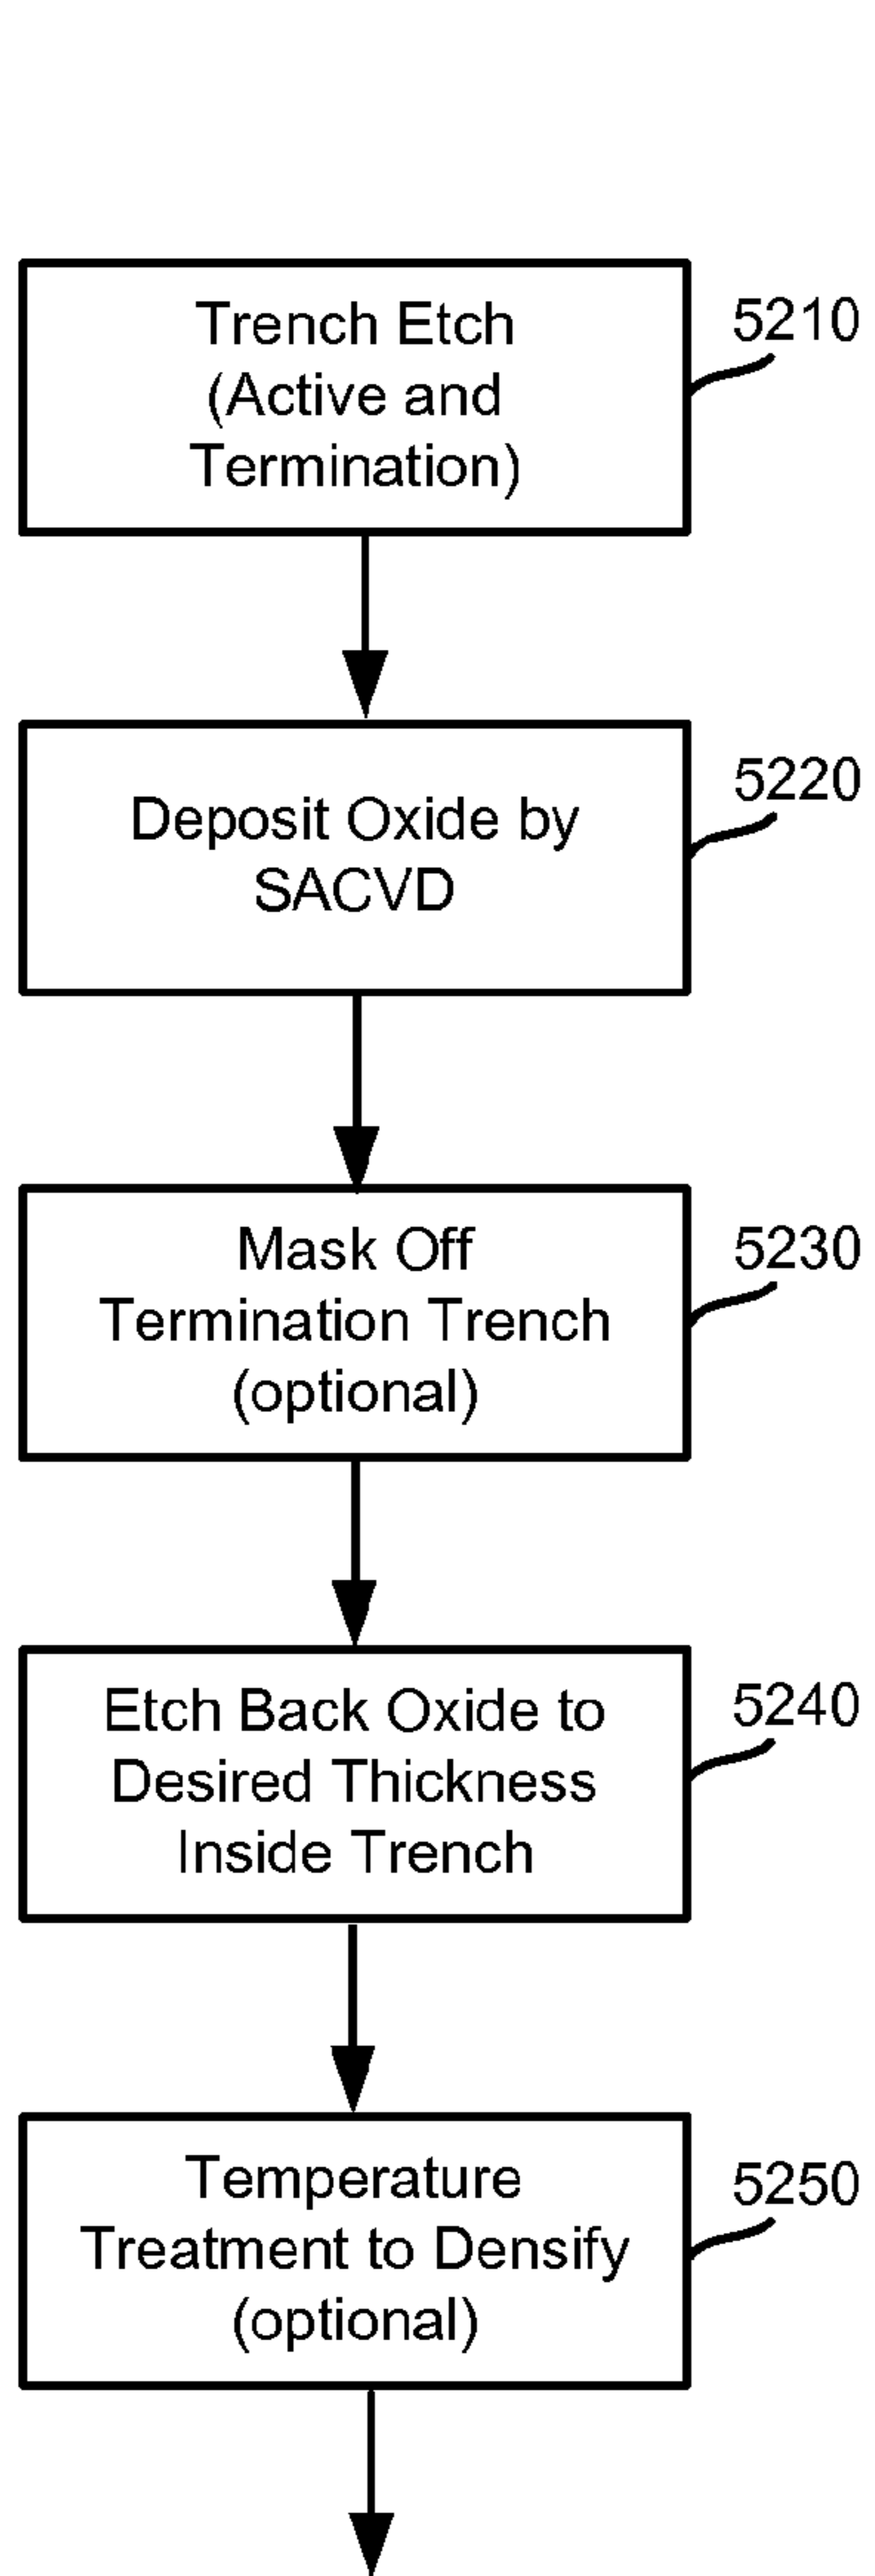 Trench Etch
(Active and
Termination)
5210
Deposit Oxide by
SACVD
5220
Mask Off
Termination Trench
(optional)
5230
Etch Back Oxide to
Desired Thickness
Inside Trench
5240
Temperature
Treatment to Densify
(optional)
5250